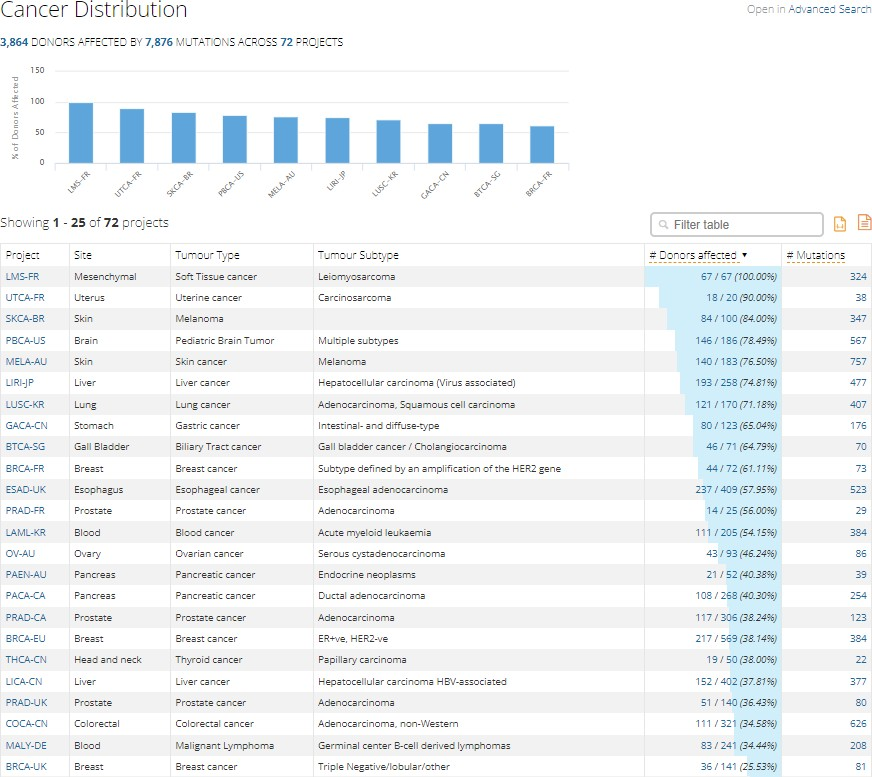 Cancer Distribution
Open in Advanced Search
3,864 DONORS AFFECTED BY 7,876 MUTATIONS ACROSS 72 PROJECTS
% of Donors Affected
150
100
50
0
LMS-FR UTCA-FR SKCA-BR PBCA-US MELA-AU LIRI-JP LUSC-KR GACA-CN BTCA-SG BRCA-FR
Showing 1 - 25 of 72 projects
Filter table
Project Site Tumour Type Tumour Subtype # Donors affected ▼ # Mutations
LMS-FR Mesenchymal Soft Tissue cancer Leiomyosarcoma 67 / 67 (100.00%) 324
UTCA-FR Uterus Uterine cancer Carcinosarcoma 18 / 20 (90.00%) 38
SKCA-BR Skin Melanoma 84 / 100 (84.00%) 347
PBCA-US Brain Pediatric Brain Tumor Multiple subtypes 146 / 186 (78.49%) 567
MELA-AU Skin Skin cancer Melanoma 140 / 183 (76.50%) 757
LIRI-JP Liver Liver cancer Hepatocellular carcinoma (Virus associated) 193 / 258 (74.81%) 477
LUSC-KR Lung Lung cancer Adenocarcinoma, Squamous cell carcinoma 121 / 170 (71.18%) 407
GACA-CN Stomach Gastric cancer Intestinal- and diffuse-type 80 / 123 (65.04%) 176
BTCA-SG Gall Bladder Biliary Tract cancer Gall bladder cancer / Cholangiocarcinoma 46 / 71 (64.79%) 70
BRCA-FR Breast Breast cancer Subtype defined by an amplification of the HER2 gene 44 / 72 (61.11%) 73
ESAD-UK Esophagus Esophageal cancer Esophageal adenocarcinoma 237 / 409 (57.95%) 523
PRAD-FR Prostate Prostate cancer Adenocarcinoma 14 / 25 (56.00%) 29
LAML-KR Blood Blood cancer Acute myeloid leukaemia 111 / 205 (54.15%) 384
OV-AU Ovary Ovarian cancer Serous cystadenocarcinoma 43 / 93 (46.24%) 86
PAEN-AU Pancreas Pancreatic cancer Endocrine neoplasms 21 / 52 (40.38%) 39
PACA-CA Pancreas Pancreatic cancer Ductal adenocarcinoma 108 / 268 (40.30%) 254
PRAD-CA Prostate Prostate cancer Adenocarcinoma 117 / 306 (38.24%) 123
BRCA-EU Breast Breast cancer ER+ve, HER2-ve 217 / 569 (38.14%) 384
THCA-CN Head and neck Thyroid cancer Papillary carcinoma 19 / 50 (38.00%) 22
LICA-CN Liver Liver cancer Hepatocellular carcinoma HBV-associated 152 / 402 (37.81%) 377
PRAD-UK Prostate Prostate cancer Adenocarcinoma 51 / 140 (36.43%) 80
COCA-CN Colorectal Colorectal cancer Adenocarcinoma, non-Western 111 / 321 (34.58%) 626
MALY-DE Blood Malignant Lymphoma Germinal center B-cell derived lymphomas 83 / 241 (34.44%) 208
BRCA-UK Breast Breast cancer Triple Negative/lobular/other 36 / 141 (25.53%) 81